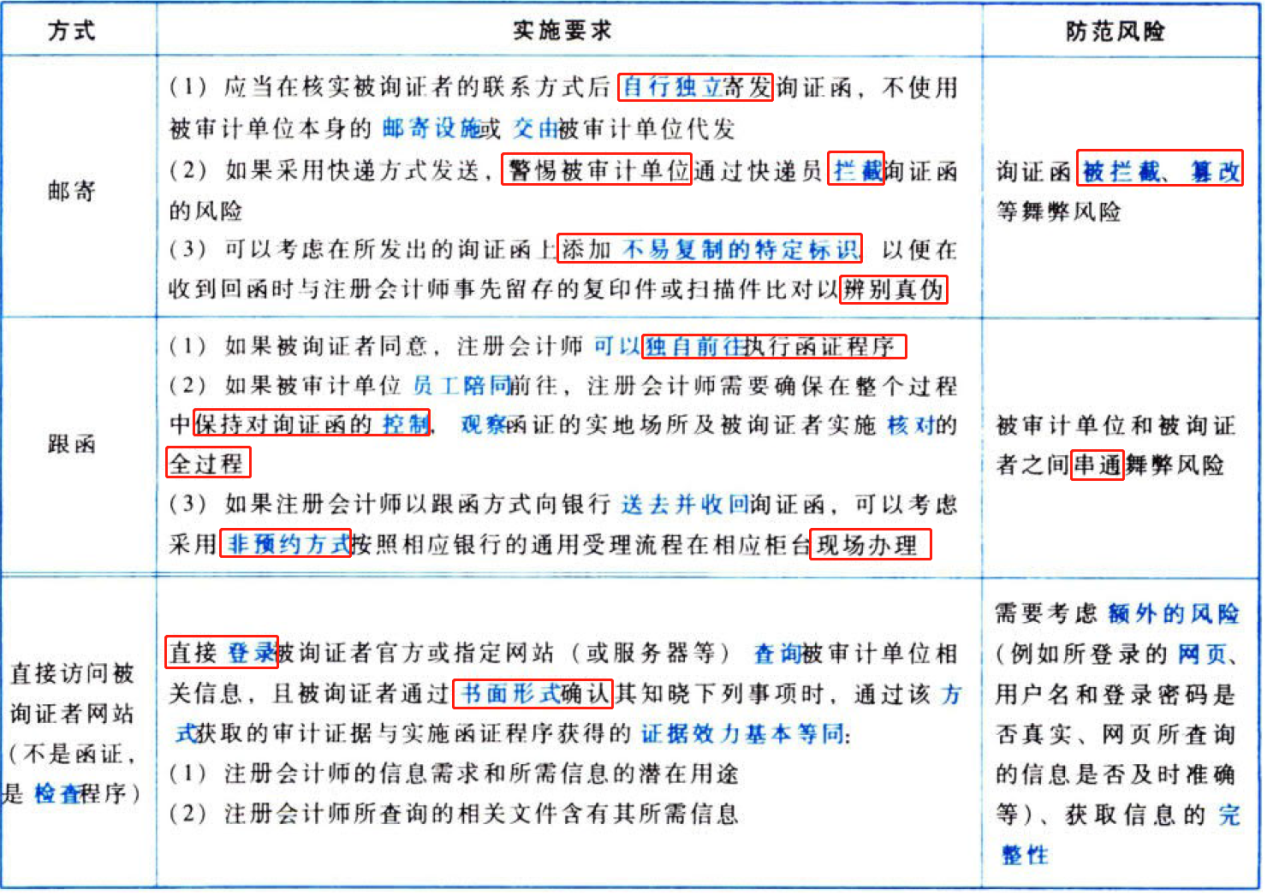 方式
实施要求
防范风险
邮寄
(1) 应当在核实被询证者的联系方式后自行独立寄发询证函，不使用
被审计单位本身的邮寄设施或交由被审计单位代发
(2) 如果采用快递方式发送，警惕被审计单位通过快递员拦截询证函
的风险
(3) 可以考虑在所发出的询证函上添加不易复制的特定标识，以便在
收到回函时与注册会计师事先留存的复印件或扫描件比对以辨别真伪
询证函被拦截、篡改
等舞弊风险
跟函
(1) 如果被询证者同意，注册会计师可以独自前往执行函证程序
(2) 如果被审计单位员工陪同前往，注册会计师需要确保在整个过程
中保持对询证函的控制，观察函证的实地场所及被询证者实施核对的
全过程
(3) 如果注册会计师以跟函方式向银行送去并收回询证函，可以考虑
采用非预约方式按照相应银行的通用受理流程在相应柜台现场办理
被审计单位和被询证
者之间串通舞弊风险
直接访问被
询证者网站
(不是函证，
是检查程序)
直接登录被询证者官方或指定网站（或服务器等）查询被审计单位相
关信息，且被询证者通过书面形式确认其知晓下列事项时，通过该方
式获取的审计证据与实施函证程序获得的证据效力基本等同：
(1) 注册会计师的信息需求和所需信息的潜在用途
(2) 注册会计师所查询的相关文件含有其所需信息
需要考虑额外的风险
(例如所登录的网页、
用户名和登录密码是
否真实、网页所查询
的信息是否及时准确
等)、获取信息的完
整性